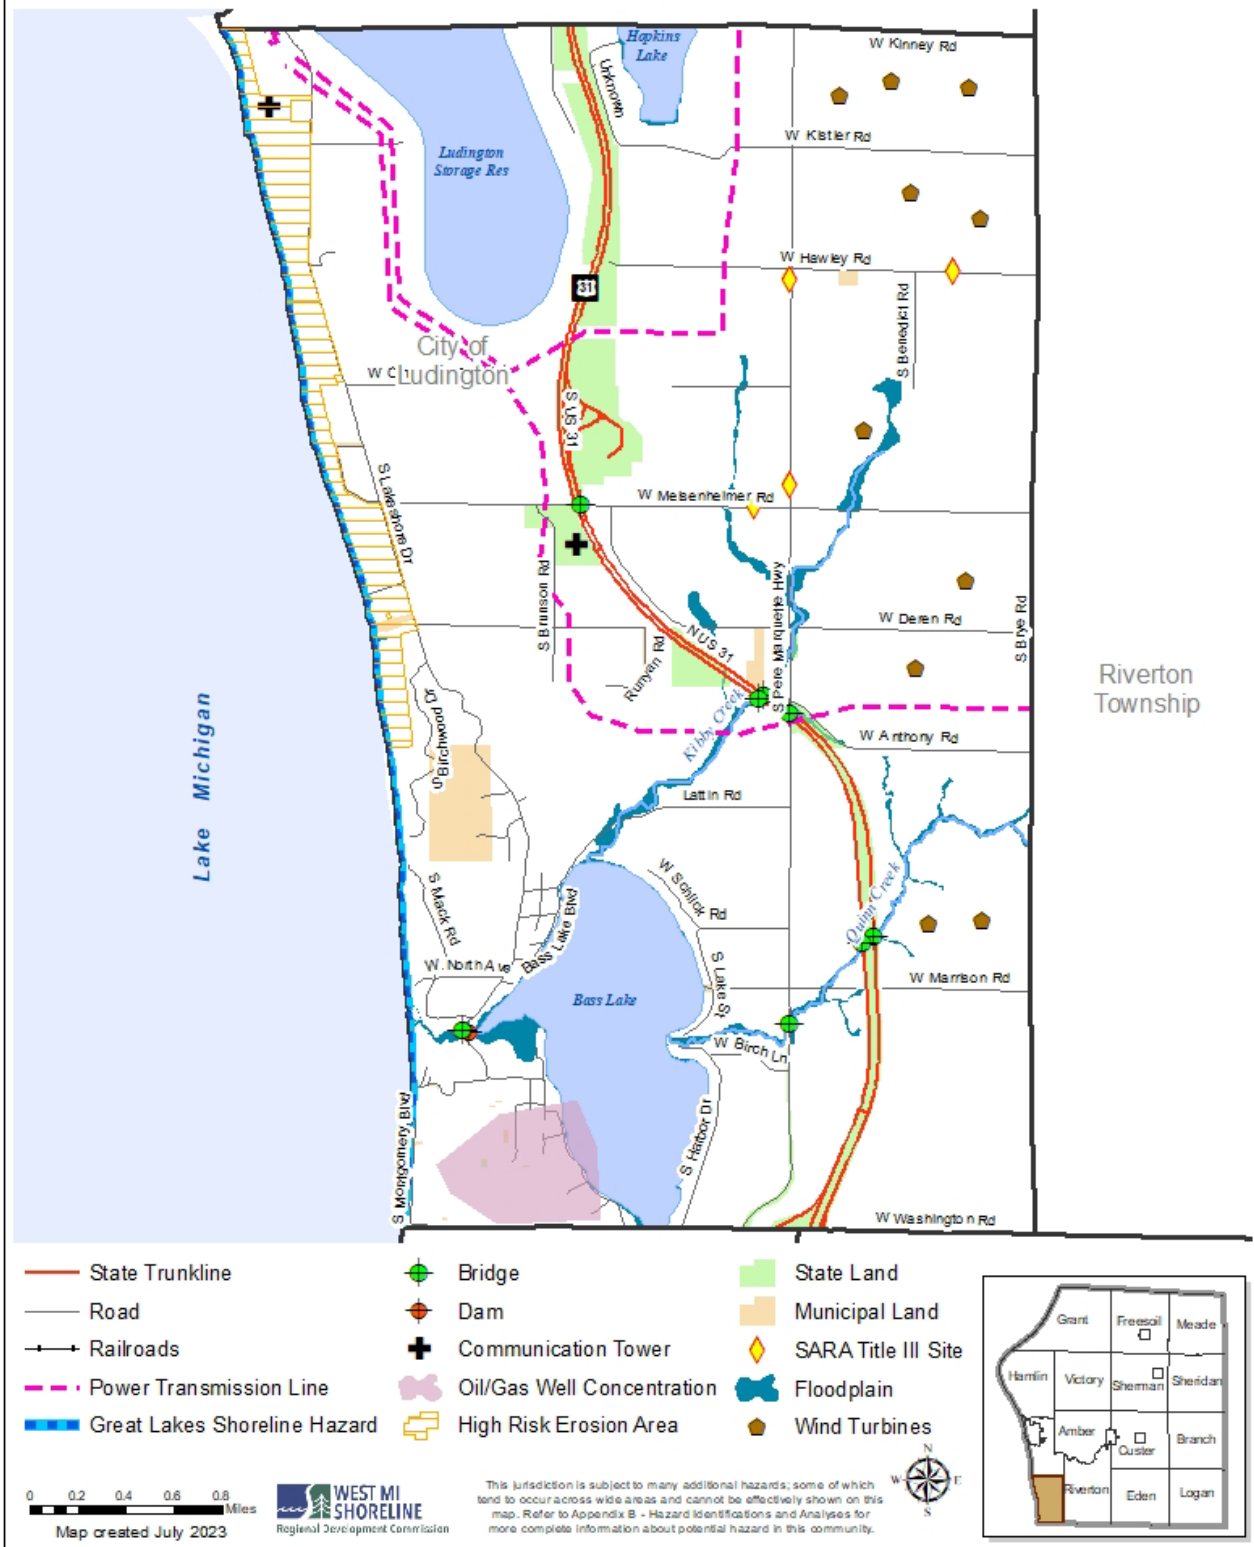 Hopkins
Lake
W Kinney Rd
Unknown
W Kistler Rd
Ludington
Storage Res
W Hawley Rd
31
S Benedict Rd
City of
Ludington
W
S US 31
S Lakeshore Dr
W Meisenheimer Rd
S Brunson Rd
S Pere Marquette Hwy
W Deren Rd
S Brye Rd
N US 31
Runyan Rd
Riverton
Township
Lake Michigan
S Birchwood Dr
Kibby Creek
W Anthony Rd
Lattin Rd
W Schlick Rd
S Mack Rd
Bass Lake Blvd
Quinn Creek
W North Ave
S Lake St
W Marrison Rd
Bass Lake
W Birch Ln
S Montgomery Blvd
S Harbor Dr
W Washington Rd
State Trunkline
Road
Railroads
Power Transmission Line
Great Lakes Shoreline Hazard
Bridge
Dam
Communication Tower
Oil/Gas Well Concentration
High Risk Erosion Area
State Land
Municipal Land
SARA Title III Site
Floodplain
Wind Turbines
Grant
Freesoil
Meade
Hamlin
Victory
Sherman
Sheridan
Amber
Custer
Branch
Riverton
Eden
Logan
0 0.2 0.4 0.6 0.8
Miles
Map created July 2023
WEST MI
SHORELINE
Regional Development Commission
This jurisdiction is subject to many additional hazards; some of which
tend to occur across wide areas and cannot be effectively shown on this
map. Refer to Appendix B - Hazard Identifications and Analyses for
more complete information about potential hazard in this community.
N
W
E
S